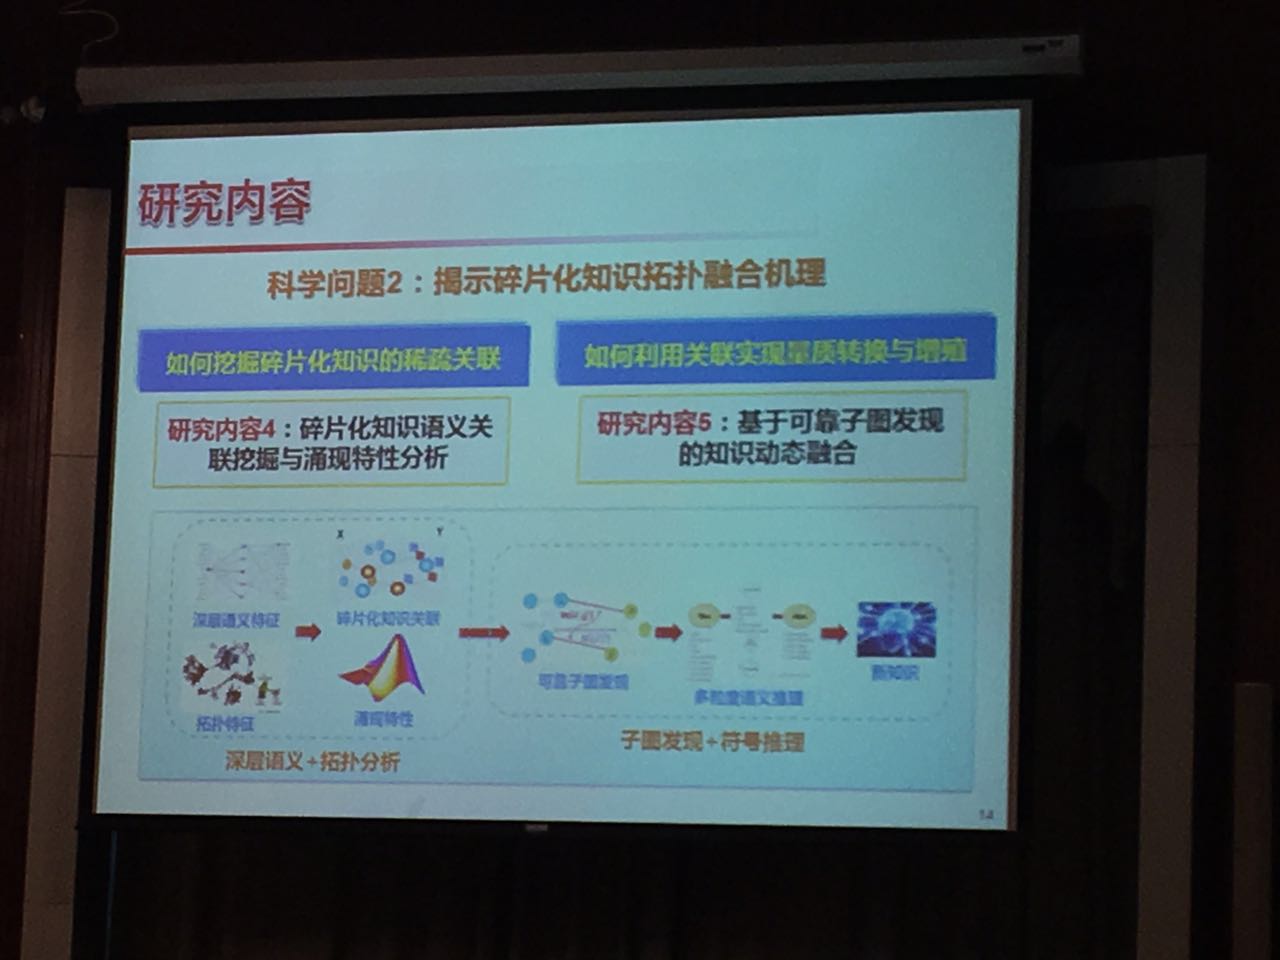 研究内容
科学问题2：揭示碎片化知识拓扑融合机理
如何挖掘碎片化知识的稀疏关联
如何利用关联实现量质转换与增殖
研究内容4：碎片化知识语义关
联挖掘与涌现特性分析
研究内容5：基于可靠子图发现
的知识动态融合
X
Y
深层语义特征
碎片化知识关联
拓扑特征
涌现特性
可靠子图发现
多粒度语义推理
新知识
深层语义+拓扑分析
子图发现+符号推理
14